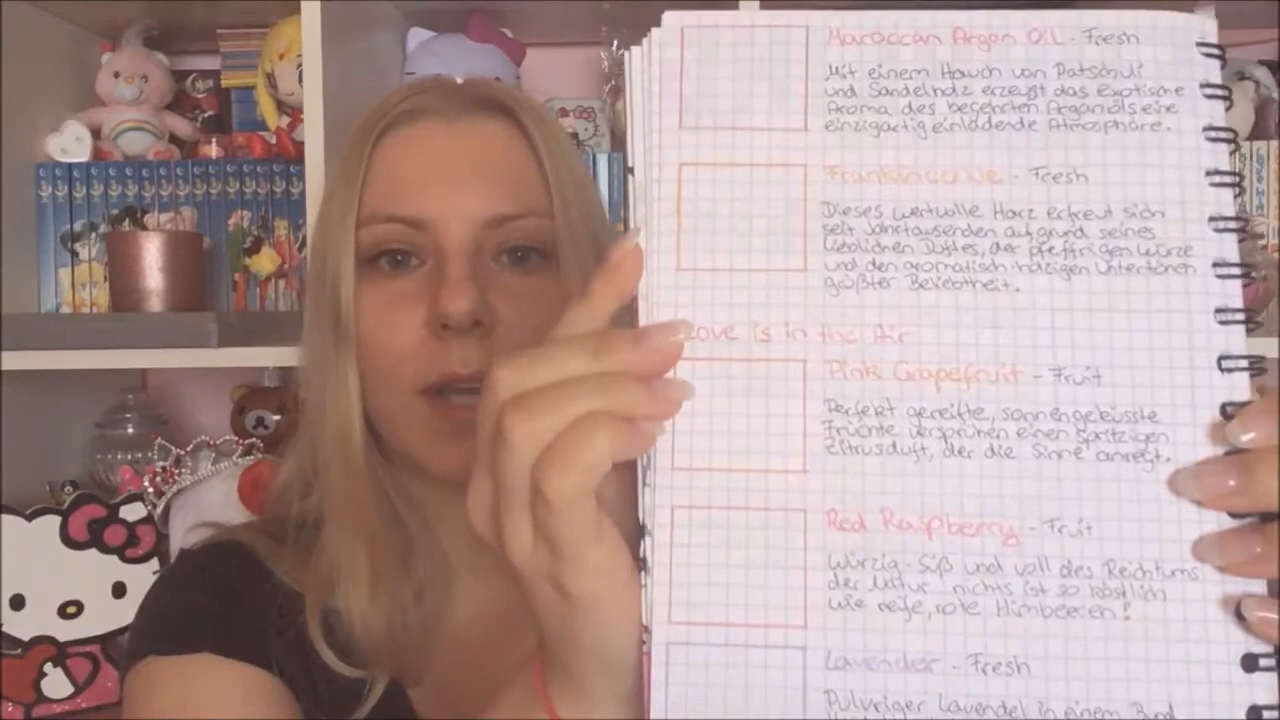 Maroccan Argan Oil - Fresh
Mit einem Hauch von Patschuli
und Sandelholz erzeugt das exotische
Aroma des begehrten Arganöls eine
einzigartig einladende Atmosphäre.
Frankincense - Fresh
Dieses wertvolle Harz erfreut sich
seit Jahrtausenden aufgrund seines
lieblichen Duftes, der pfeffrigen Würze
und den aromatisch-harzigen Untertönen
größter Beliebtheit.
Love is in the Air
Pink Grapefruit - Fruit
Perfekt gereifte, sonnengeküsste
Früchte versprühen einen spritzigen
Zitrusduft, der die Sinne anregt.
Red Raspberry - Fruit
Würzig-Süß und voll des Reichtums
der Natur nichts ist so köstlich
wie reife, rote Himbeeren!
Lavender - Fresh
Pulvriger Lavendel in einem